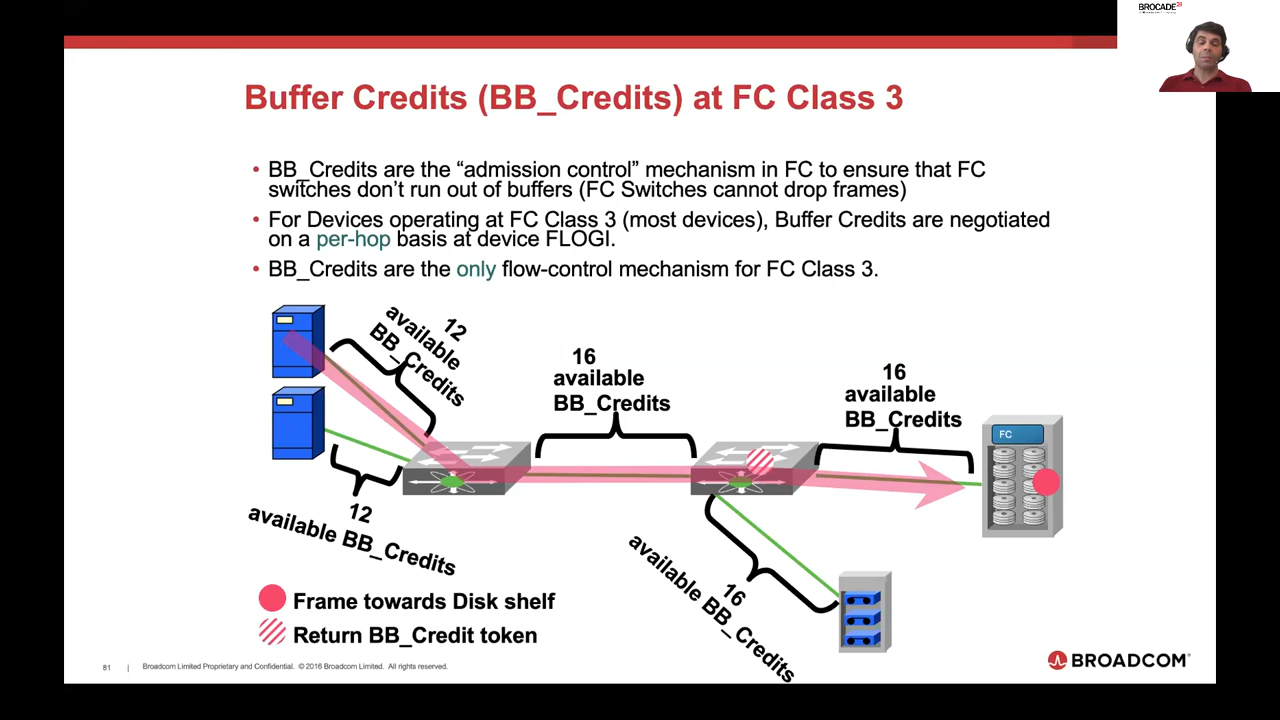 BROCADE
Buffer Credits (BB_Credits) at FC Class 3
• BB_Credits are the “admission control” mechanism in FC to ensure that FC
switches don’t run out of buffers (FC Switches cannot drop frames)
• For Devices operating at FC Class 3 (most devices), Buffer Credits are negotiated
on a per-hop basis at device FLOGI.
• BB_Credits are the only flow-control mechanism for FC Class 3.
12
available
BB_Credits
16
available
BB_Credits
16
available
BB_Credits
FC
12
available BB_Credits
16
available BB_Credits
Frame towards Disk shelf
Return BB_Credit token
81 | Broadcom Limited Proprietary and Confidential. © 2016 Broadcom Limited. All rights reserved.
BROADCOM®